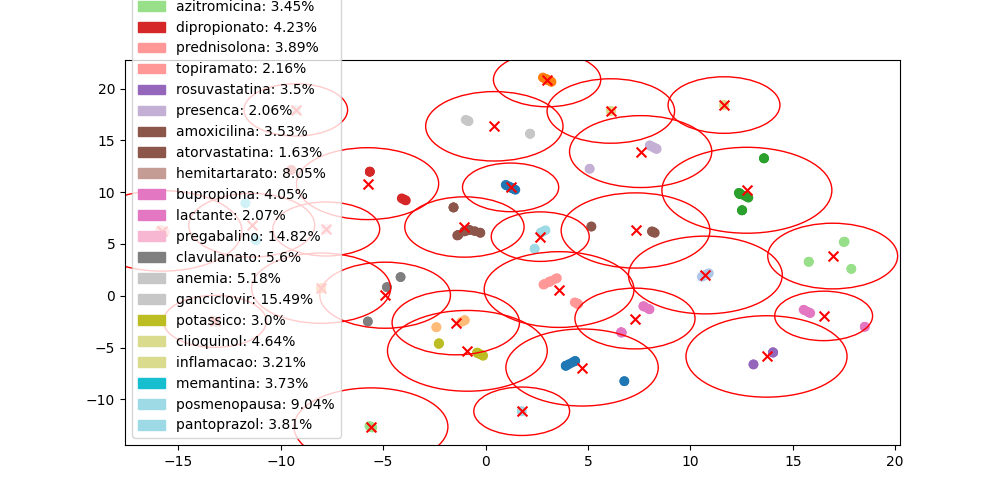 azitromicina: 3.45%
dipropionato: 4.23%
prednisolona: 3.89%
topiramato: 2.16%
rosuvastatina: 3.5%
presenca: 2.06%
amoxicilina: 3.53%
atorvastatina: 1.63%
hemitartarato: 8.05%
bupropiona: 4.05%
lactante: 2.07%
pregabalino: 14.82%
clavulanato: 5.6%
anemia: 5.18%
ganciclovir: 15.49%
potassico: 3.0%
clioquinol: 4.64%
inflamacao: 3.21%
memantina: 3.73%
posmenopausa: 9.04%
pantoprazol: 3.81%
20
15
10
5
0
−5
−10
−15 −10 −5 0 5 10 15 20